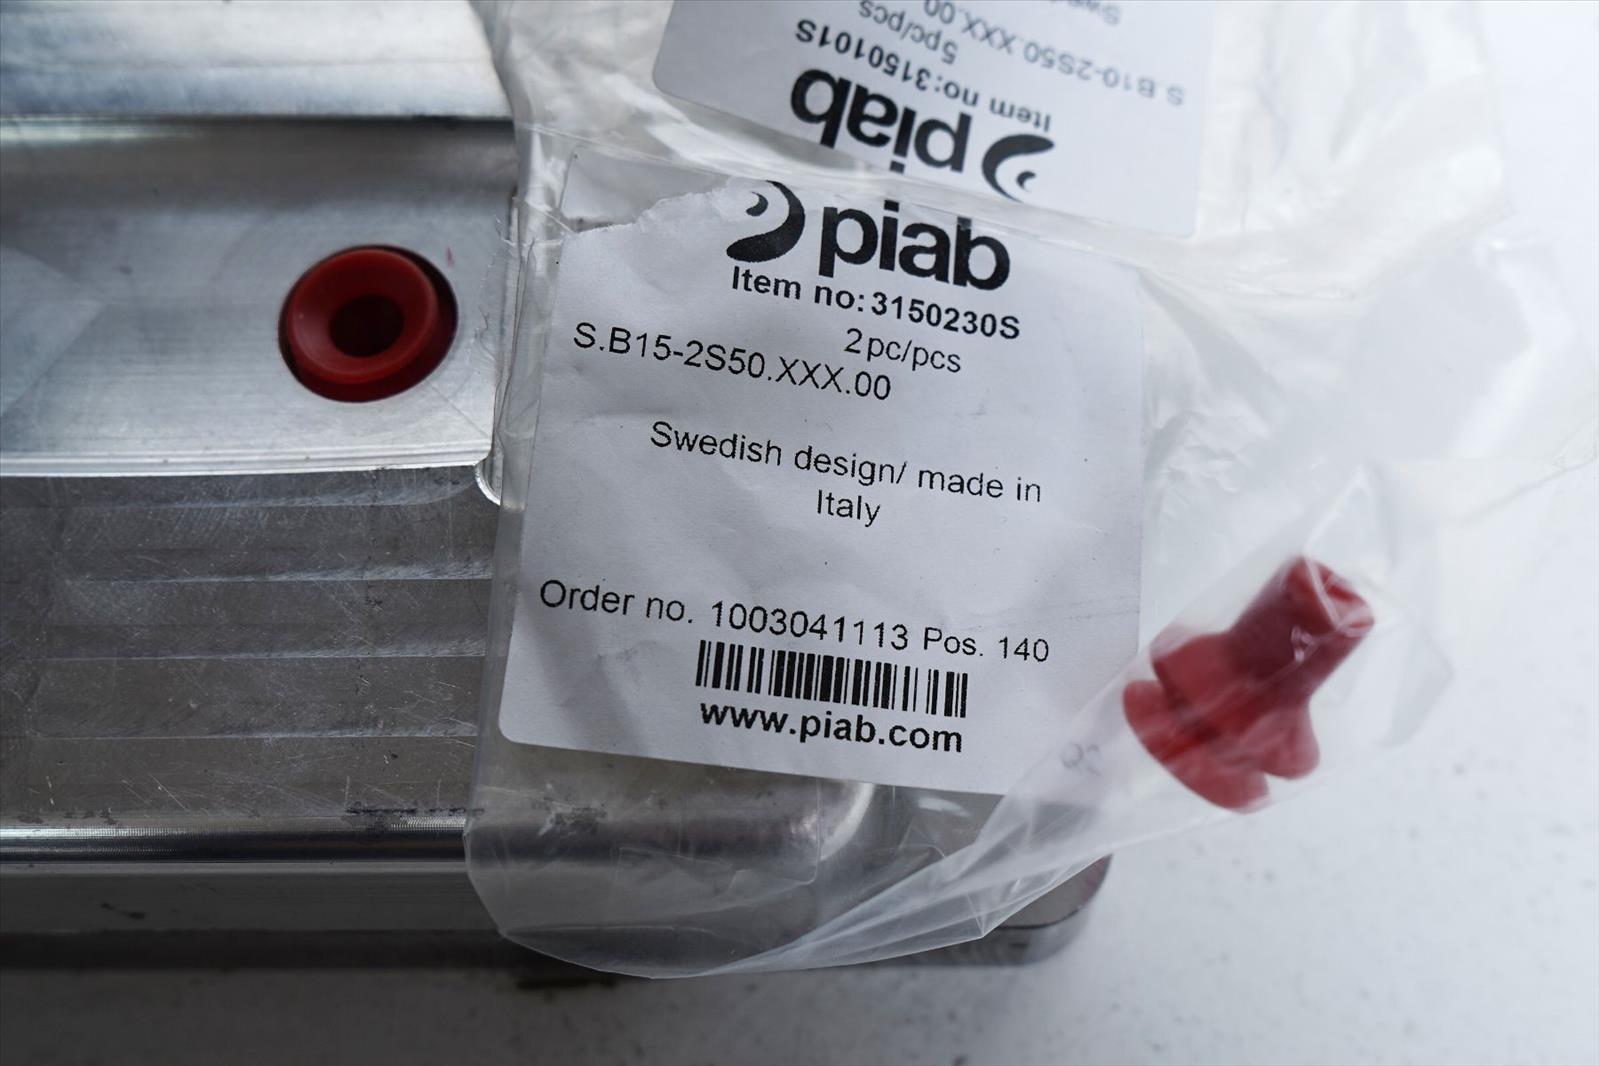 piab
Item no:3150101S
5pc/pcs
S.B10-2S50.XXX.00
piab
Item no:3150230S
2pc/pcs
S.B15-2S50.XXX.00
Swedish design/ made in
Italy
Order no. 1003041113 Pos. 140
www.piab.com